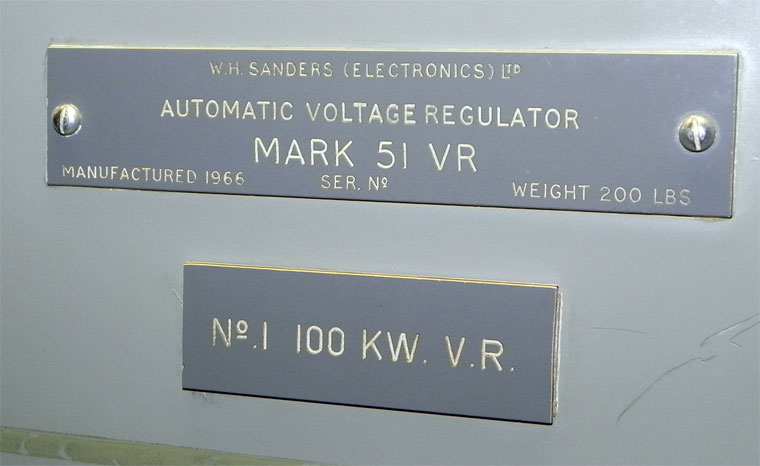 W.H. SANDERS (ELECTRONICS) LTD
AUTOMATIC VOLTAGE REGULATOR
MARK 51 VR
MANUFACTURED 1966 SER. Nº WEIGHT 200 LBS
Nº.1 100 KW. V.R.